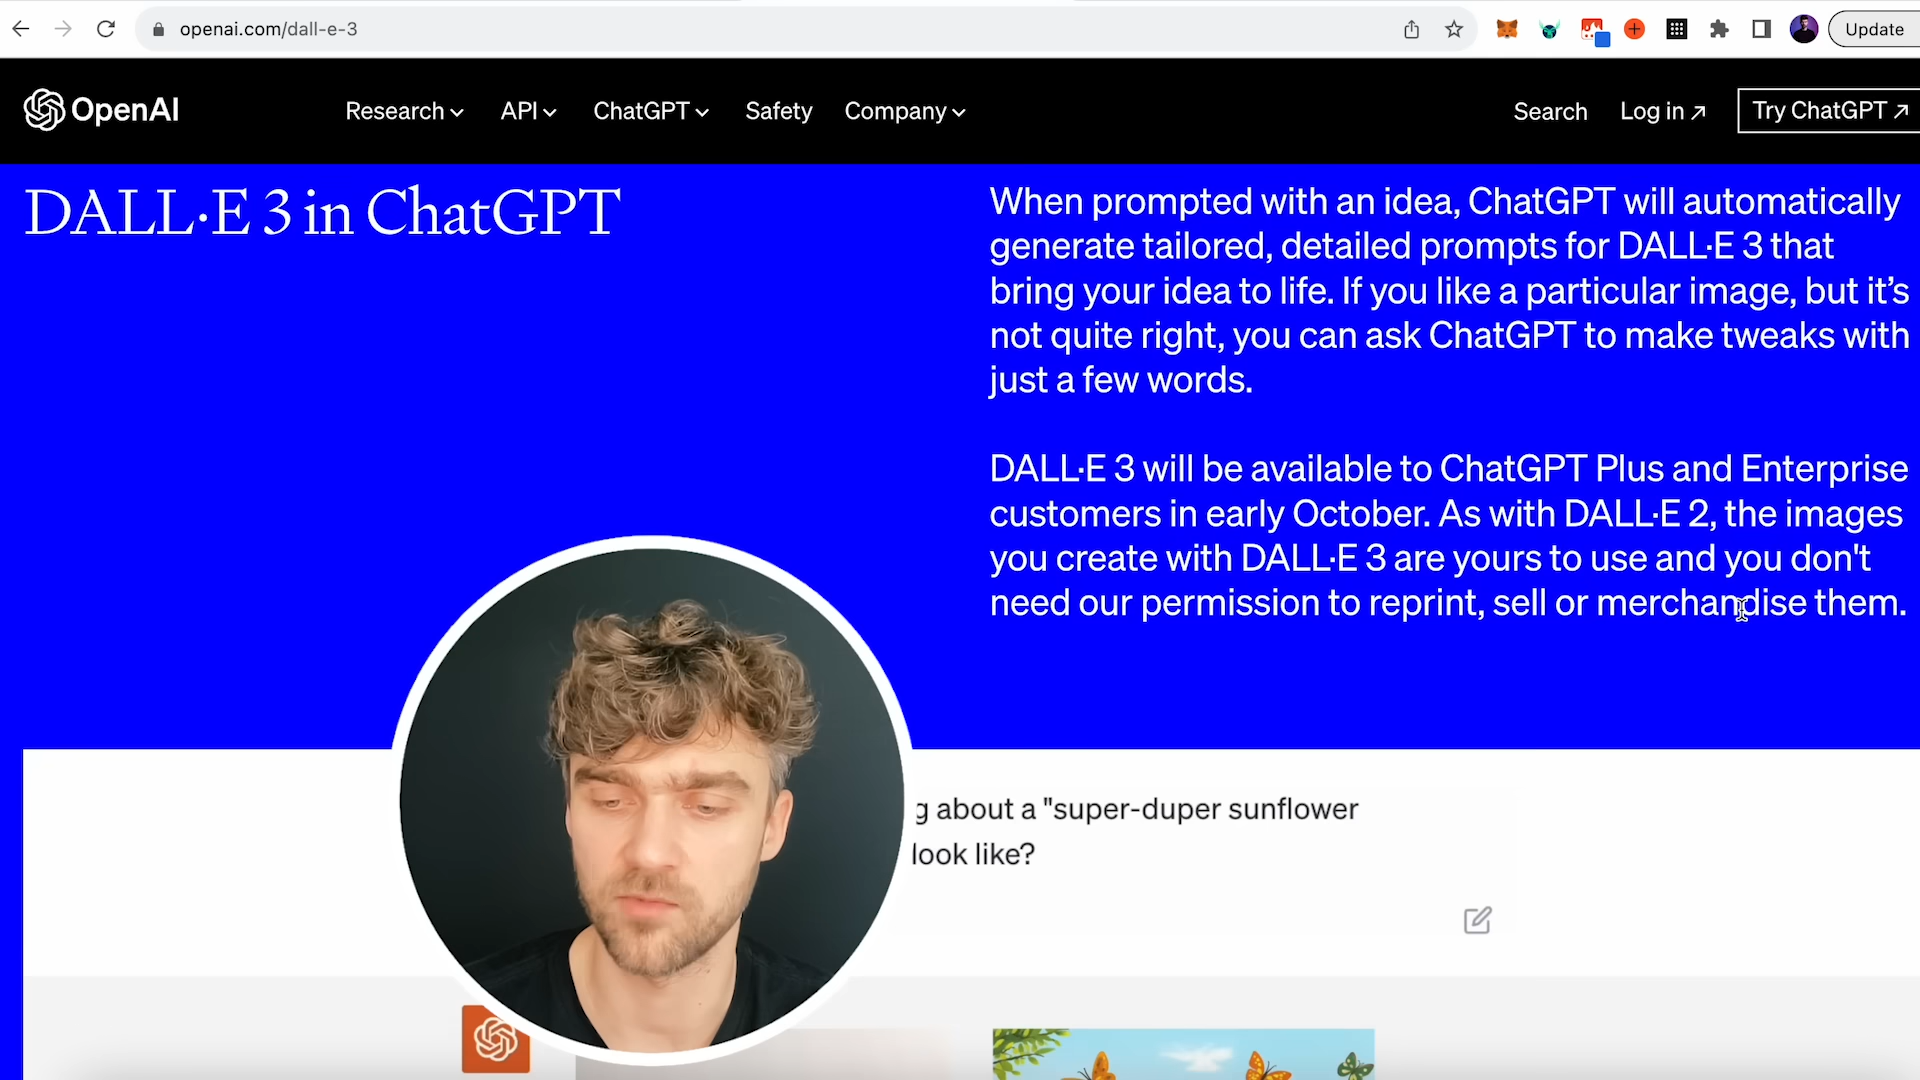 openai.com/dall-e-3
Update
OpenAI
Research
API
ChatGPT
Safety
Company
Search
Log in ↗
Try ChatGPT ↗
DALL·E 3 in ChatGPT
When prompted with an idea, ChatGPT will automatically
generate tailored, detailed prompts for DALL·E 3 that
bring your idea to life. If you like a particular image, but it’s
not quite right, you can ask ChatGPT to make tweaks with
just a few words.
DALL·E 3 will be available to ChatGPT Plus and Enterprise
customers in early October. As with DALL·E 2, the images
you create with DALL·E 3 are yours to use and you don't
need our permission to reprint, sell or merchandise them.
about a "super-duper sunflower
look like?